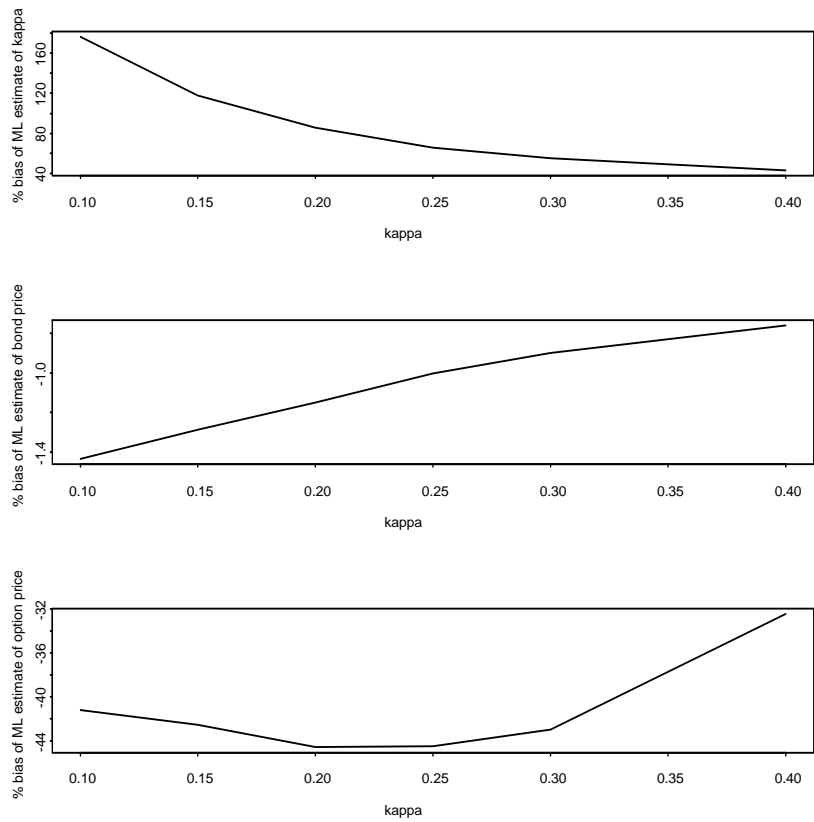 % bias of ML estimate of kappa
160
120
80
40
0.10 0.15 0.20 0.25 0.30 0.35 0.40
kappa
% bias of ML estimate of bond price
-1.0
-1.4
0.10 0.15 0.20 0.25 0.30 0.35 0.40
kappa
% bias of ML estimate of option price
-32
-36
-40
-44
0.10 0.15 0.20 0.25 0.30 0.35 0.40
kappa